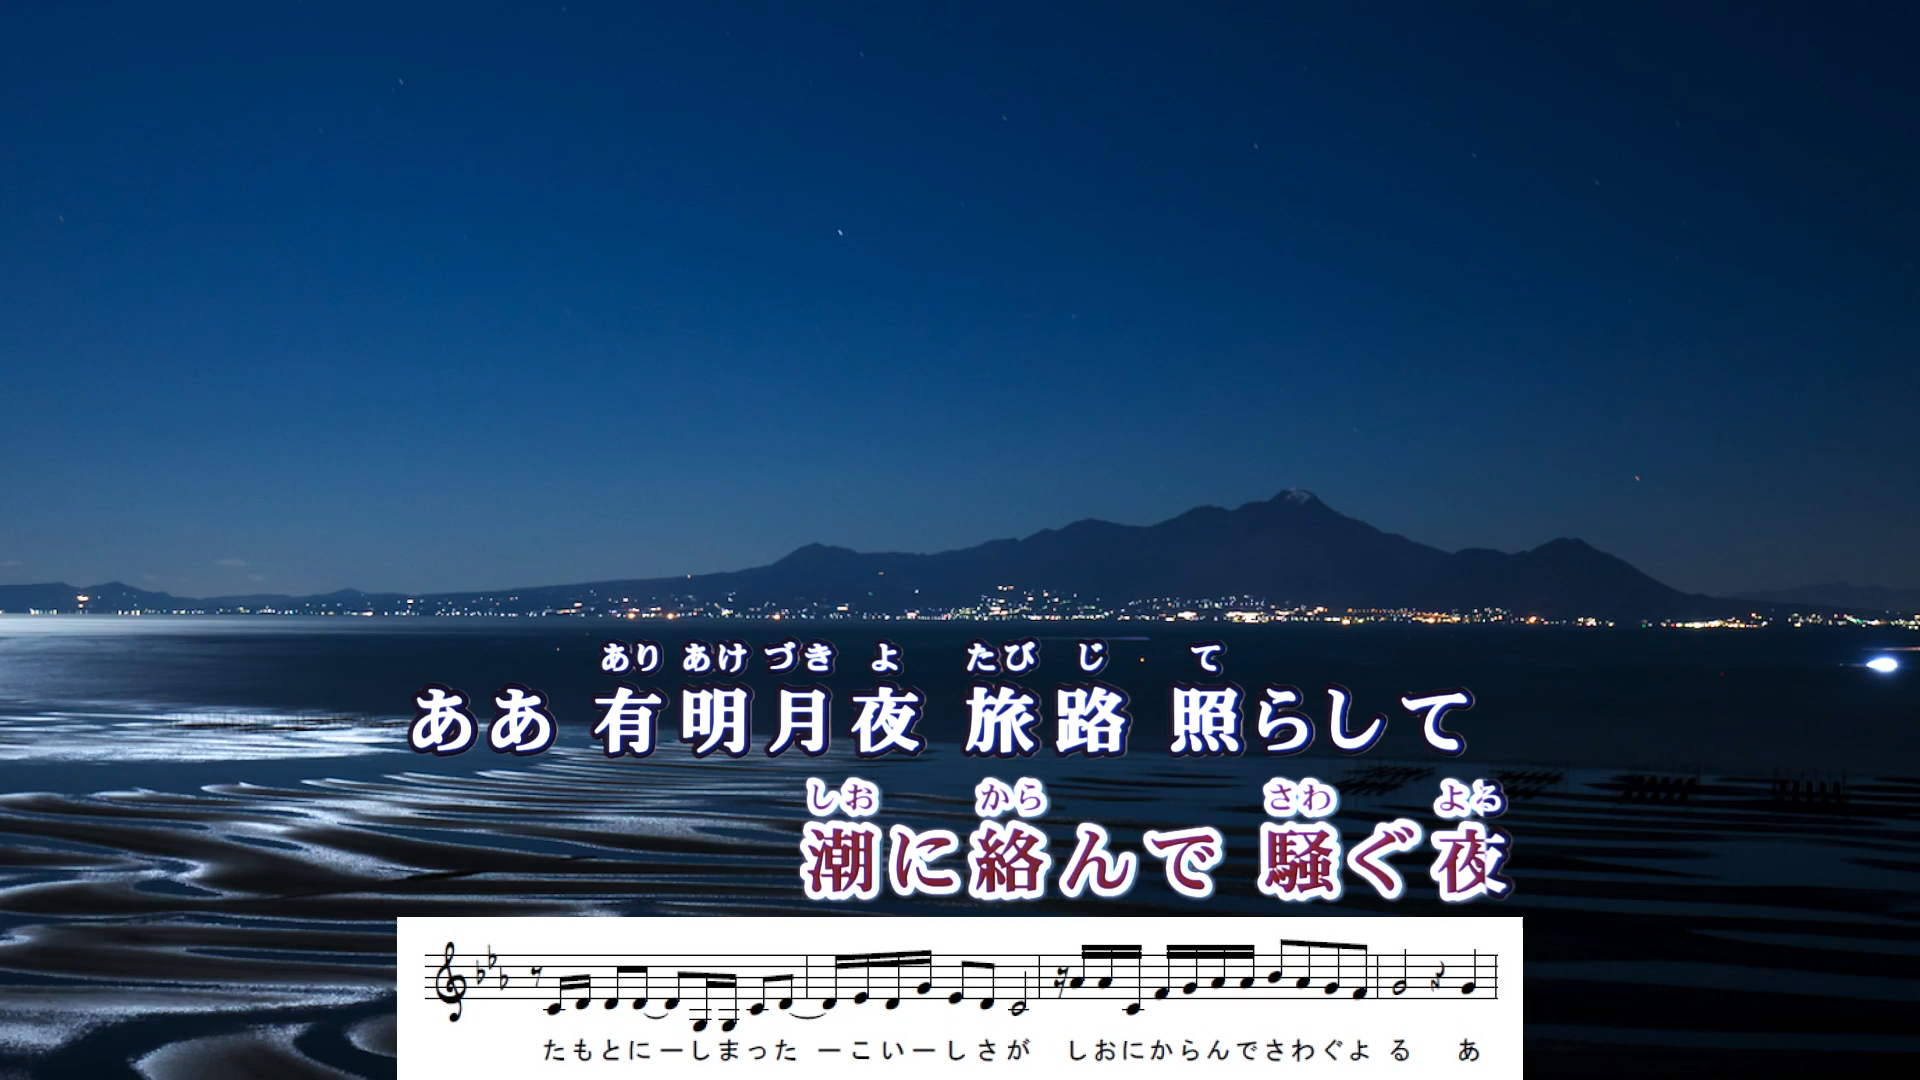 あり あけ づき よ たび じ て
ああ 有明月夜 旅路 照らして
しお から さわ よる
潮に絡んで 騒ぐ夜
たもとにーしまった ーこいーしさが しおにからんでさわぐよ る あ